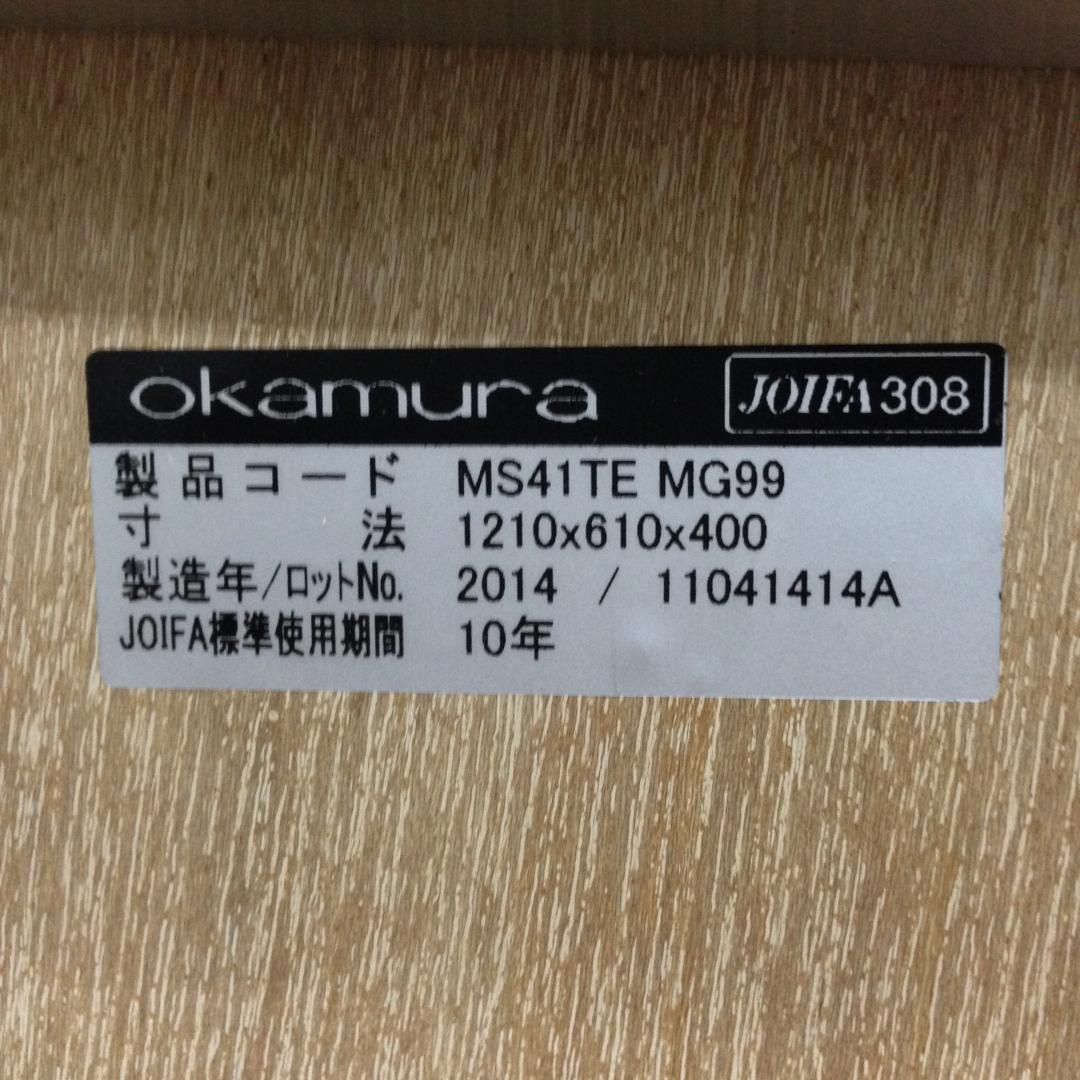 okamura JOIFA308
製品コード MS41TE MG99
寸法 1210x610x400
製造年/ロットNo. 2014 / 11041414A
JOIFA標準使用期間 10年